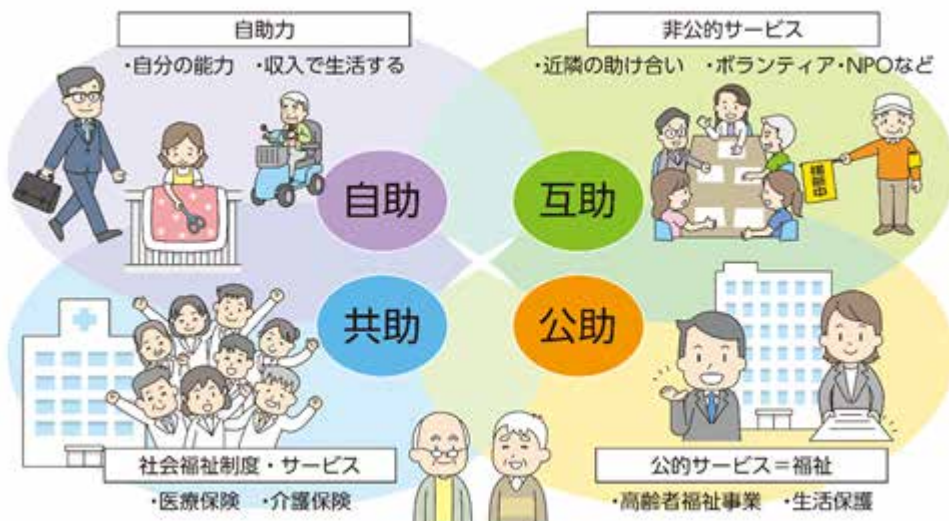 自助力
・自分の能力 ・収入で生活する
非公的サービス
・近隣の助け合い ・ボランティア・NPOなど
自助
互助
横断中
共助
公助
社会福祉制度・サービス
・医療保険 ・介護保険
公的サービス=福祉
・高齢者福祉事業 ・生活保護